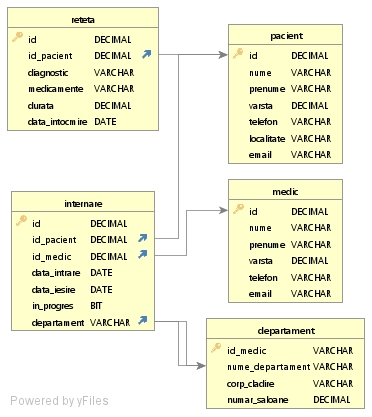 reteta
id DECIMAL
id_pacient DECIMAL
diagnostic VARCHAR
medicamente VARCHAR
durata DECIMAL
data_intocmire DATE
pacient
id DECIMAL
nume VARCHAR
prenume VARCHAR
varsta DECIMAL
telefon VARCHAR
localitate VARCHAR
email VARCHAR
internare
id DECIMAL
id_pacient DECIMAL
id_medic DECIMAL
data_intrare DATE
data_iesire DATE
in_progres BIT
departament VARCHAR
medic
id DECIMAL
nume VARCHAR
prenume VARCHAR
varsta DECIMAL
telefon VARCHAR
email VARCHAR
departament
id_medic VARCHAR
nume_departament VARCHAR
corp_cladire VARCHAR
numar_saloane DECIMAL
Powered by yFiles